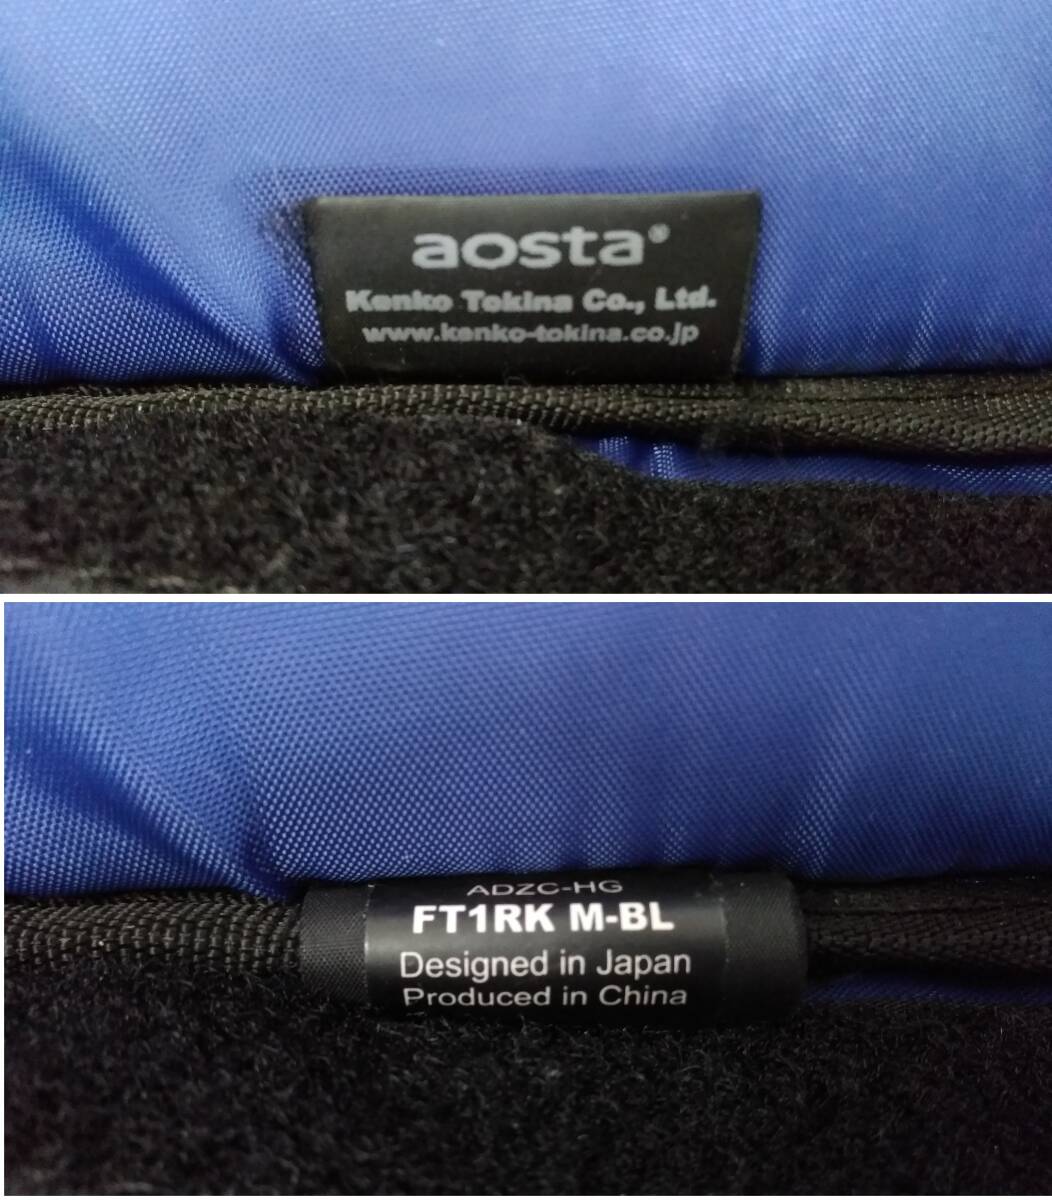 aosta®
Kenko Tokina Co., Ltd.
www.kenko-tokina.co.jp
ADZC-HG
FT1RK M-BL
Designed in Japan
Produced in China